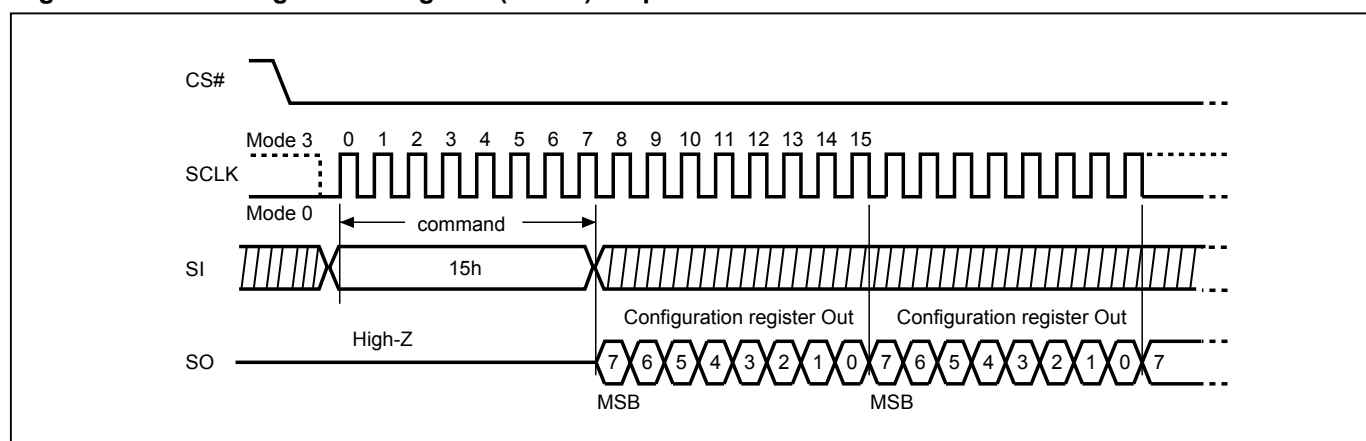 CS#
Mode 3 0 1 2 3 4 5 6 7 8 9 10 11 12 13 14 15
SCLK
Mode 0
command
SI 15h
Configuration register Out Configuration register Out
High-Z
SO 7 6 5 4 3 2 1 0 7 6 5 4 3 2 1 0 7
MSB MSB